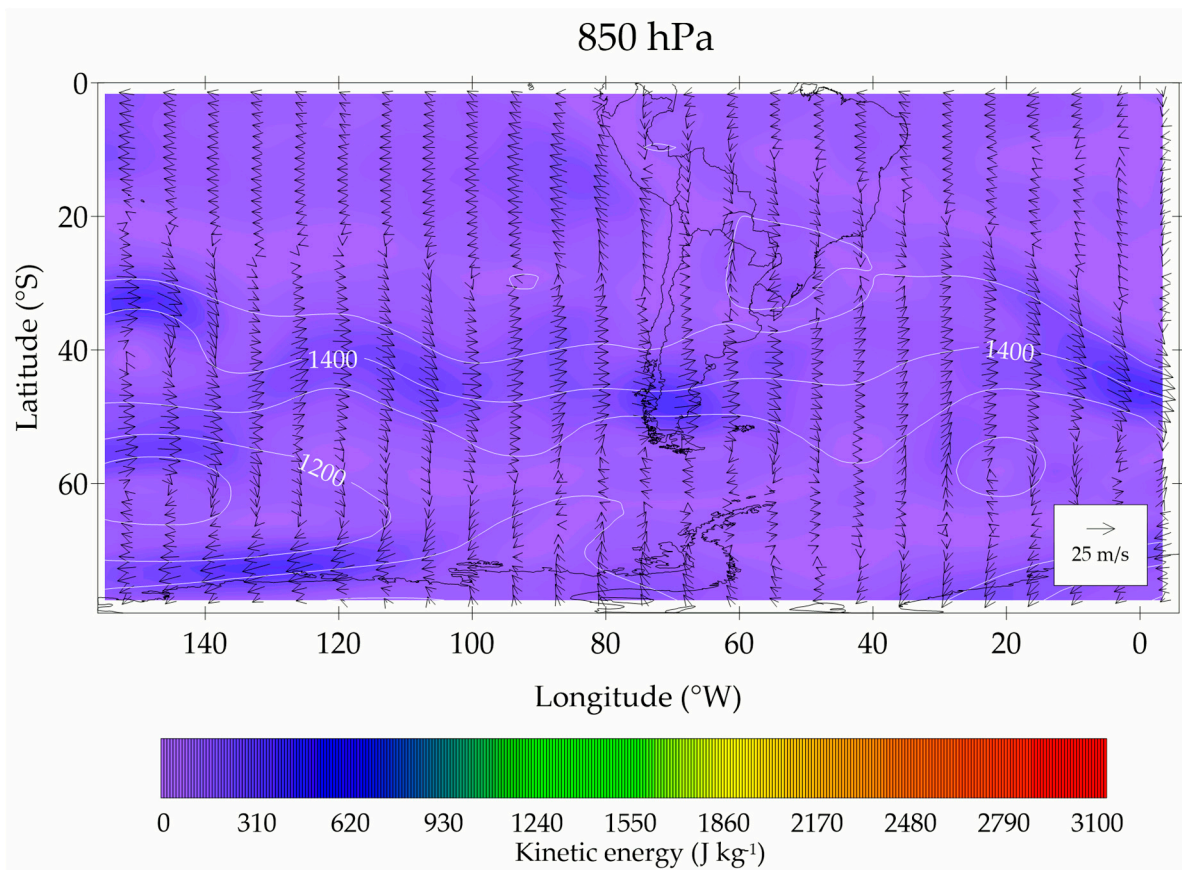 850 hPa
0
20
40
60
Latitude (°S)
1400
1400
1200
25 m/s
140 120 100 80 60 40 20 0
Longitude (°W)
0 310 620 930 1240 1550 1860 2170 2480 2790 3100
Kinetic energy (J kg⁻¹)